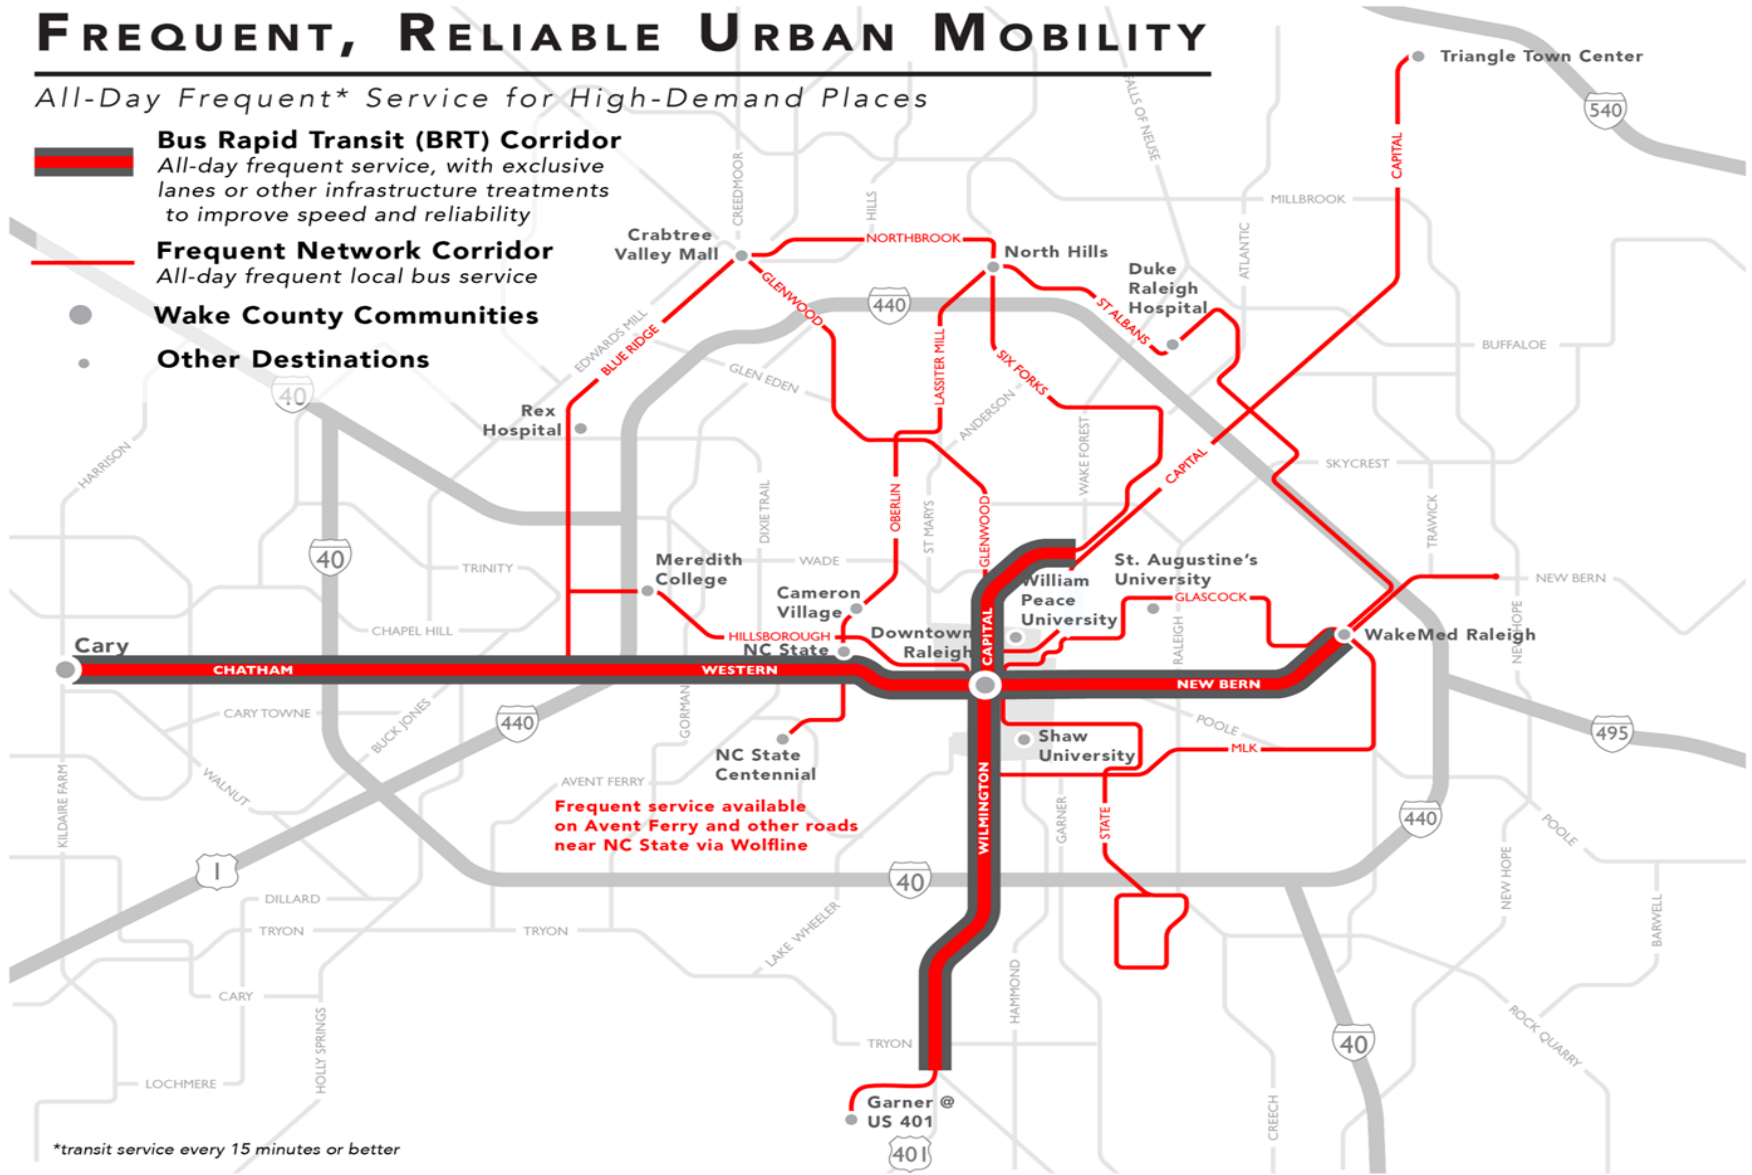 FREQUENT, RELIABLE URBAN MOBILITY
All-Day Frequent* Service for High-Demand Places
Bus Rapid Transit (BRT) Corridor
All-day frequent service, with exclusive
lanes or other infrastructure treatments
to improve speed and reliability
Frequent Network Corridor
All-day frequent local bus service
Wake County Communities
Other Destinations
Triangle Town Center
540
FALLS OF NEUSE
CAPITAL
CREEDMOOR
HILLS
MILLBROOK
ATLANTIC
Crabtree
Valley Mall
NORTHBROOK
North Hills
Duke
Raleigh
Hospital
GLENWOOD
440
ST ALBANS
EDWARDS MILL
BLUE RIDGE
BUFFALOE
GLEN EDEN
LASSITER MILL
SIX FORKS
40
ANDERSON
Rex
Hospital
HARRISON
WAKE FOREST
CAPITAL
SKYCREST
DIXIE TRAIL
OBERLIN
ST MARYS
GLENWOOD
TRAWICK
40
TRINITY
Meredith
College
WADE
William
Peace
University
St. Augustine's
University
NEW BERN
Cameron
Village
GLASCOCK
CHAPEL HILL
HILLSBOROUGH
Downtown
Raleigh
CAPITAL
RALEIGH
WakeMed Raleigh
NEW HOPE
Cary
NC State
CHATHAM
WESTERN
NEW BERN
CARY TOWNE
BUCK JONES
440
GORMAN
POOLE
495
NC State
Centennial
Shaw
University
MLK
WALNUT
KILDAIRE FARM
AVENT FERRY
WILMINGTON
GARNER
STATE
440
POOLE
Frequent service available
on Avent Ferry and other roads
near NC State via Wolfline
1
40
NEW HOPE
DILLARD
TRYON
TRYON
LAKE WHEELER
BARWELL
CARY
HAMMOND
HOLLY SPRINGS
ROCK QUARRY
TRYON
40
LOCHMERE
Garner @
US 401
CREECH
401
*transit service every 15 minutes or better